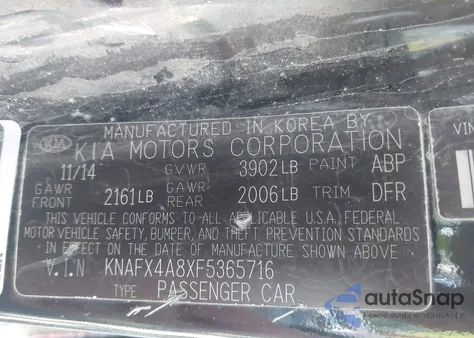 MANUFACTURED IN KOREA BY
KIA KIA MOTORS CORPORATION
11/14 GVWR 3902LB PAINT ABP
GAWR FRONT 2161LB GAWR REAR 2006LB TRIM DFR
THIS VEHICLE CONFORMS TO ALL APPLICABLE U.S.A. FEDERAL
MOTOR VEHICLE SAFETY, BUMPER, AND THEFT PREVENTION STANDARDS
IN EFFECT ON THE DATE OF MANUFACTURE SHOWN ABOVE.
V.I.N KNAFX4A8XF5365716
TYPE PASSENGER CAR
VIN
autoSnap